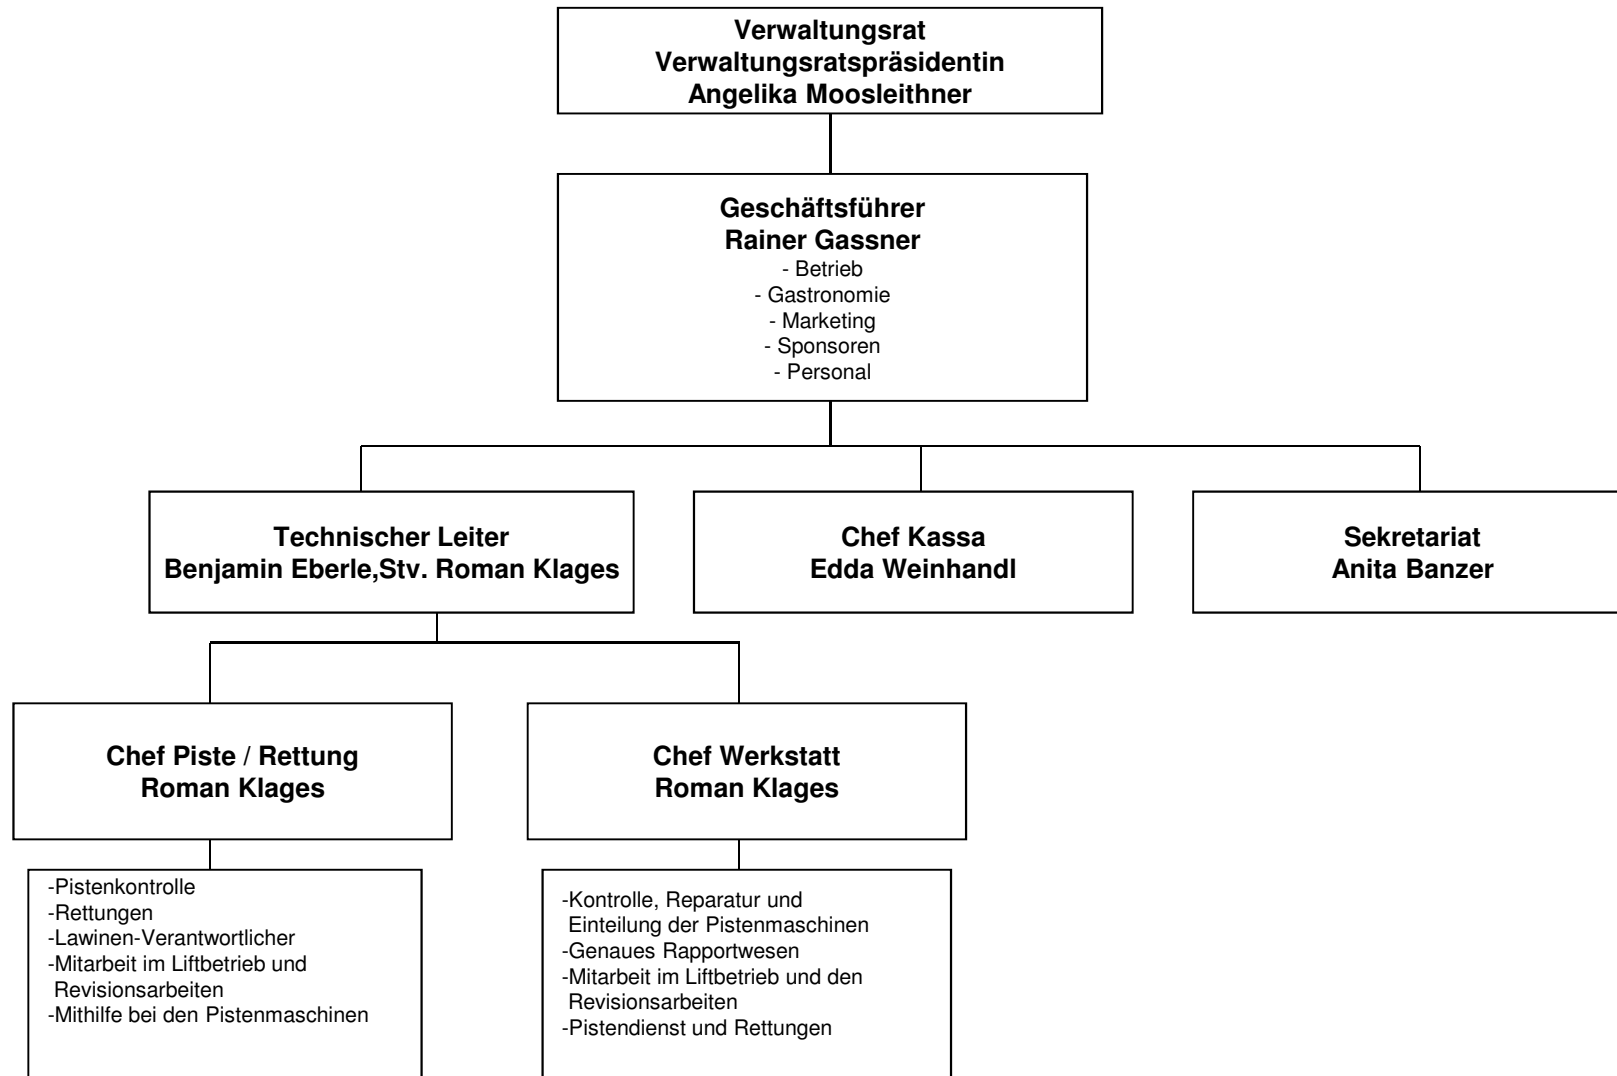 Verwaltungsrat
Verwaltungsratspräsidentin
Angelika Moosleithner
Geschäftsführer
Rainer Gassner
- Betrieb
- Gastronomie
- Marketing
- Sponsoren
- Personal
Technischer Leiter
Benjamin Eberle,Stv. Roman Klages
Chef Kassa
Edda Weinhandl
Sekretariat
Anita Banzer
Chef Piste / Rettung
Roman Klages
Chef Werkstatt
Roman Klages
-Pistenkontrolle
-Rettungen
-Lawinen-Verantwortlicher
-Mitarbeit im Liftbetrieb und
Revisionsarbeiten
-Mithilfe bei den Pistenmaschinen
-Kontrolle, Reparatur und
Einteilung der Pistenmaschinen
-Genaues Rapportwesen
-Mitarbeit im Liftbetrieb und den
Revisionsarbeiten
-Pistendienst und Rettungen